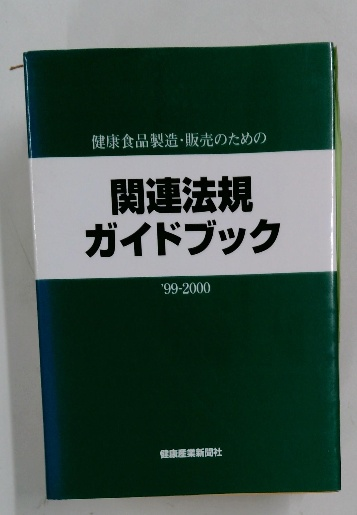 健康食品製造・販売のための
関連法規
ガイドブック
'99-2000
健康産業新聞社